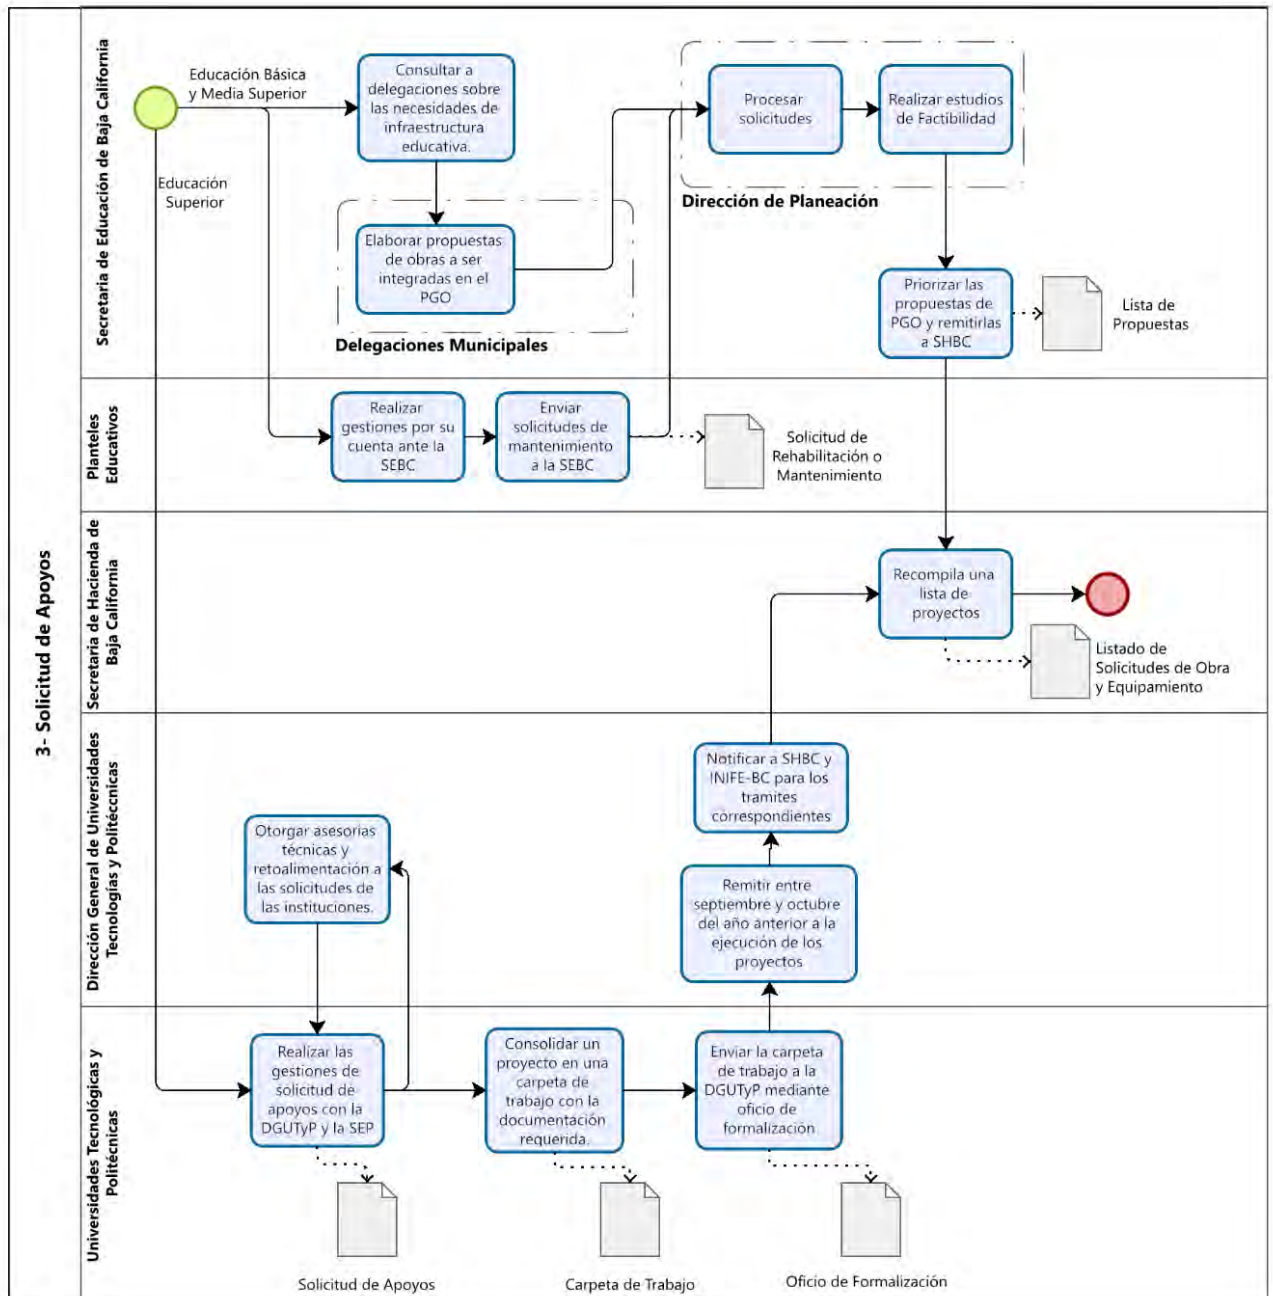 3- Solicitud de Apoyos
Secretaria de Educación de Baja California
Educación Básica
y Media Superior
Educación
Superior
Consultar a
delegaciones sobre
las necesidades de
infraestructura
educativa.
Elaborar propuestas
de obras a ser
integradas en el
PGO
Delegaciones Municipales
Procesar
solicitudes
Realizar estudios
de Factibilidad
Dirección de Planeación
Priorizar las
propuestas de
PGO y remitirlas
a SHBC
Lista de
Propuestas
Planteles
Educativos
Realizar
gestiones por su
cuenta ante la
SEBC
Enviar
solicitudes de
mantenimiento
a la SEBC
Solicitud de
Rehabilitación o
Mantenimiento
Secretaria de Hacienda de
Baja California
Recompila una
lista de
proyectos
Listado de
Solicitudes de Obra
y Equipamiento
Dirección General de Universidades
Tecnologías y Politéccnicas
Notificar a SHBC y
INIFE-BC para los
tramites
correspondientes
Otorgar asesorias
técnicas y
retoalimentación a
las solicitudes de
las instituciones.
Remitir entre
septiembre y octubre
del año anterior a la
ejecución de los
proyectos
Universidades Tecnológicas y
Politécnicas
Realizar las
gestiones de
solicitud de
apoyos con la
DGUTyP y la SEP
Consolidar un
proyecto en una
carpeta de
trabajo con la
documentación
requerida.
Enviar la carpeta
de trabajo a la
DGUTyP mediante
oficio de
formalización
Solicitud de Apoyos
Carpeta de Trabajo
Oficio de Formalización